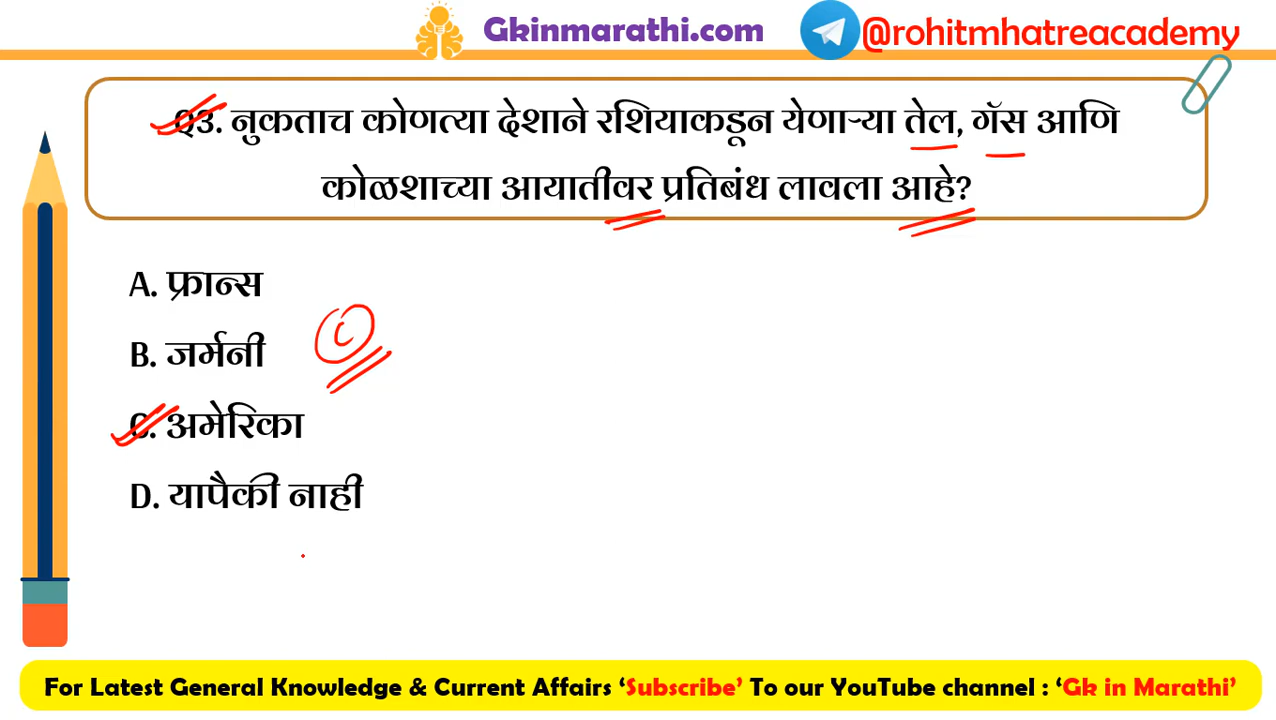 Gkinmarathi.com
@rohitmhatreacademy
Q3. नुकताच कोणत्या देशाने रशियाकडून येणाऱ्या तेल, गॅस आणि
कोळशाच्या आयातीवर प्रतिबंध लावला आहे?
A. फ्रान्स
B. जर्मनी
C
C. अमेरिका
D. यापैकी नाही
For Latest General Knowledge & Current Affairs ‘Subscribe’ To our YouTube channel : ‘Gk in Marathi’